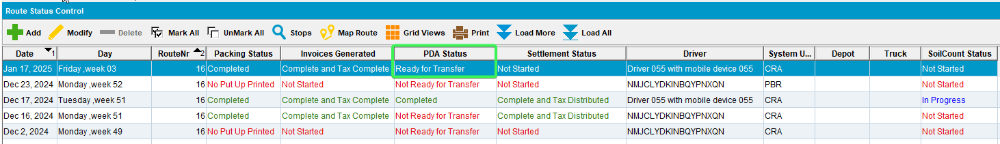 Route Status Control
Add Modify Delete Mark All UnMark All Stops Map Route Grid Views Print Load More Load All
Date 1 Day RouteNr 2 Packing Status Invoices Generated PDA Status Settlement Status Driver System U... Depot Truck SoilCount Status
Jan 17, 2025 Friday ,week 03 16 Completed Complete and Tax Complete Ready for Transfer Not Started Driver 055 with mobile device 055 CRA Not Started
Dec 23, 2024 Monday ,week 52 16 No Put Up Printed Not Started Not Ready for Transfer Not Started NMJCLYDKINBQYPNXQN PBR Not Started
Dec 17, 2024 Tuesday ,week 51 16 Completed Complete and Tax Complete Completed Complete and Tax Distributed Driver 055 with mobile device 055 CRA In Progress
Dec 16, 2024 Monday ,week 51 16 Completed Complete and Tax Complete Not Ready for Transfer Complete and Tax Distributed NMJCLYDKINBQYPNXQN CRA Not Started
Dec 2, 2024 Monday ,week 49 16 No Put Up Printed Not Started Not Ready for Transfer Not Started NMJCLYDKINBQYPNXQN CRA Not Started